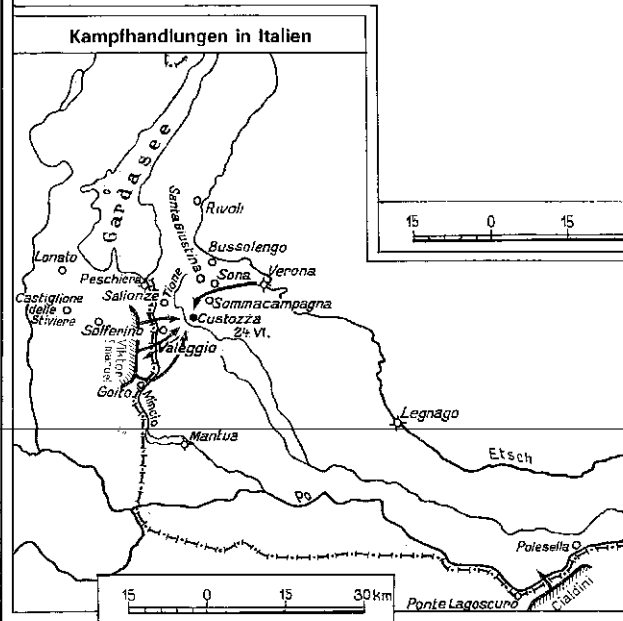 Kampfhandlungen in Italien
Gardasee
Rivoli
Santa Giustina
Bussolengo
Lonato
Peschiera
Tione
Sona
Verona
Salionze
Sommacampagna
Castiglione
delle
Stiviere
Solferino
Custozza
24.VI.
Valeggio
Viktor
Goito
Mincio
Mantua
Legnago
Etsch
Po
Polesella
Cialdini
Ponte Lagoscuro
15 0 15
15 0 15 30 km